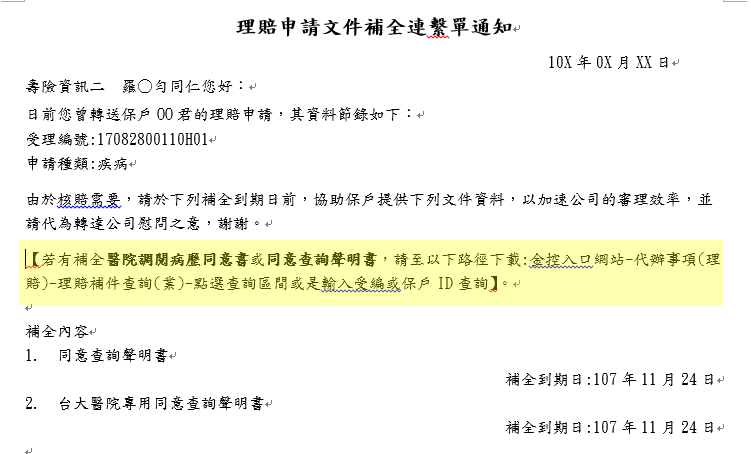 理賠申請文件補全連繫單通知
10X 年 0X 月 XX 日
壽險資訊二　羅○勻同仁您好：
日前您曾轉送保戶 OO 君的理賠申請，其資料節錄如下：
受理編號:17082800110H01
申請種類:疾病
由於核賠需要，請於下列補全到期日前，協助保戶提供下列文件資料，以加速公司的審理效率，並
請代為轉達公司慰問之意，謝謝。
【若有補全醫院調閱病歷同意書或同意查詢聲明書，請至以下路徑下載:金控入口網站-代辦事項(理
賠)-理賠補件查詢(業)-點選查詢區間或是輸入受編或保戶 ID 查詢】。
補全內容
1. 同意查詢聲明書
補全到期日:107 年 11 月 24 日
2. 台大醫院專用同意查詢聲明書
補全到期日:107 年 11 月 24 日